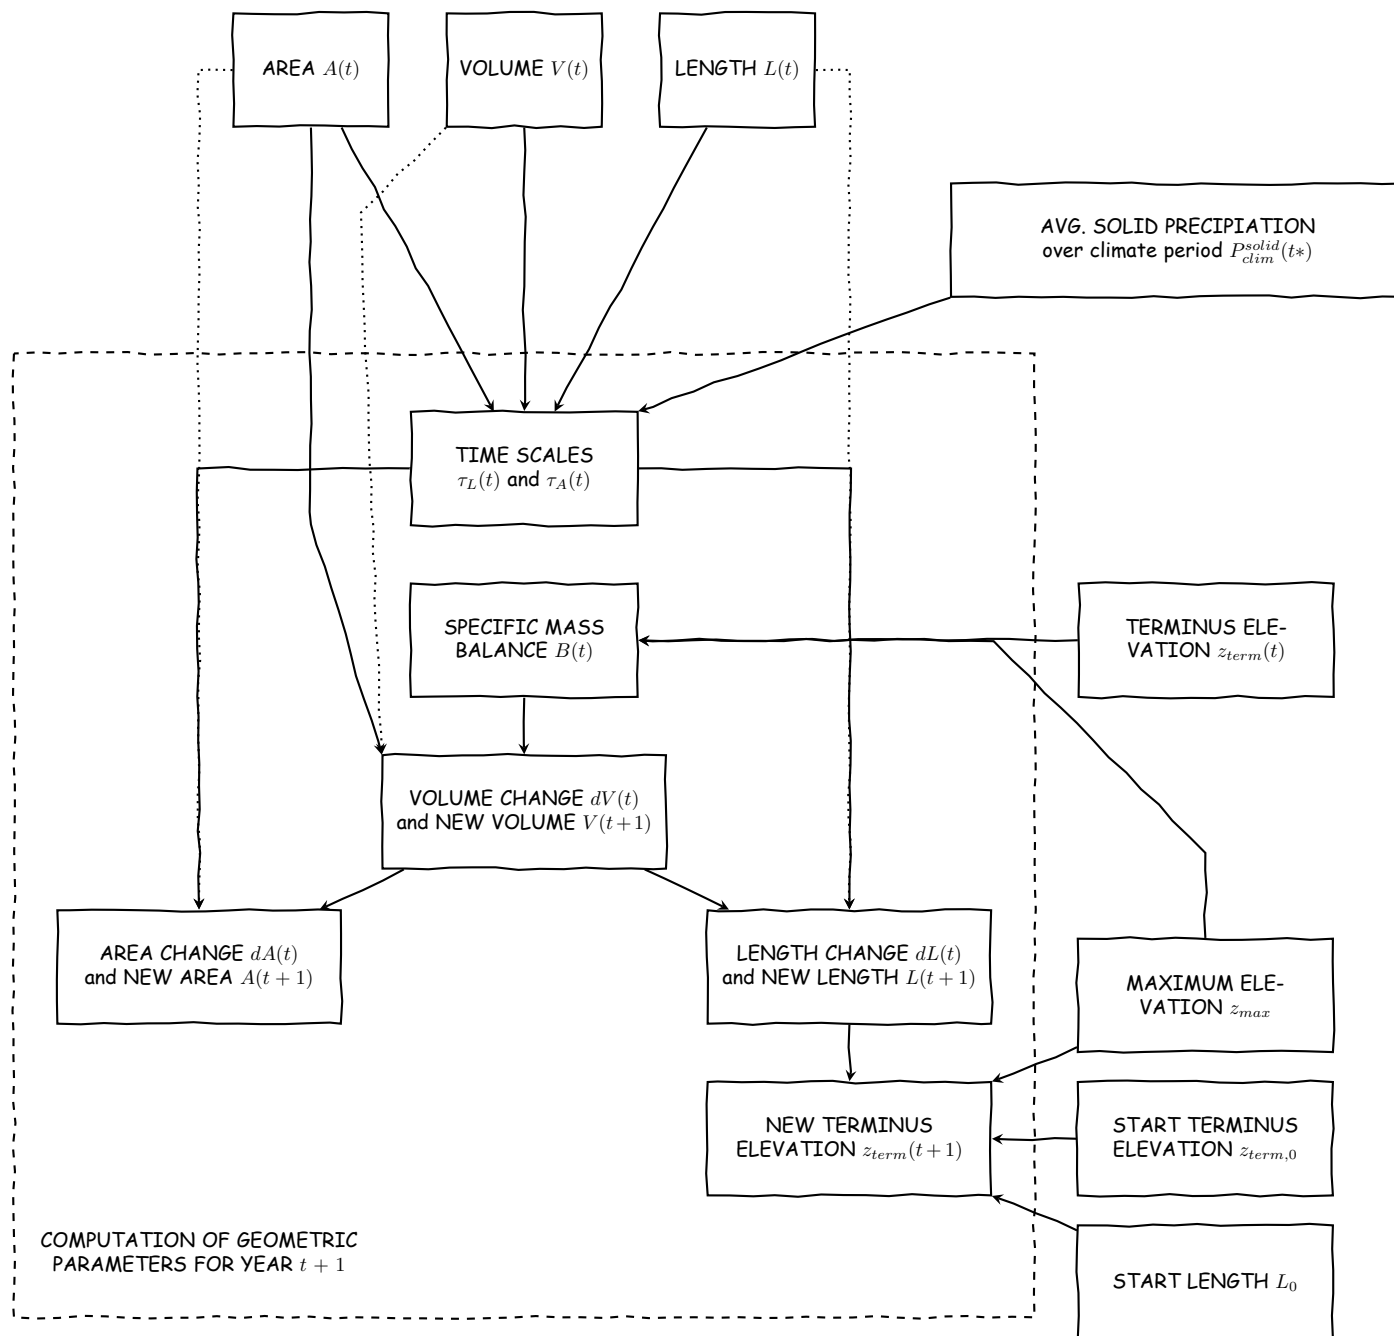 AREA A(t)
VOLUME V(t)
LENGTH L(t)
AVG. SOLID PRECIPIATION
over climate period P_{clim}^{solid}(t*)
TIME SCALES
τ_L(t) and τ_A(t)
SPECIFIC MASS
BALANCE B(t)
TERMINUS ELE-
VATION z_{term}(t)
VOLUME CHANGE dV(t)
and NEW VOLUME V(t+1)
AREA CHANGE dA(t)
and NEW AREA A(t + 1)
LENGTH CHANGE dL(t)
and NEW LENGTH L(t+1)
MAXIMUM ELE-
VATION z_{max}
NEW TERMINUS
ELEVATION z_{term}(t+1)
START TERMINUS
ELEVATION z_{term,0}
COMPUTATION OF GEOMETRIC
PARAMETERS FOR YEAR t + 1
START LENGTH L_0